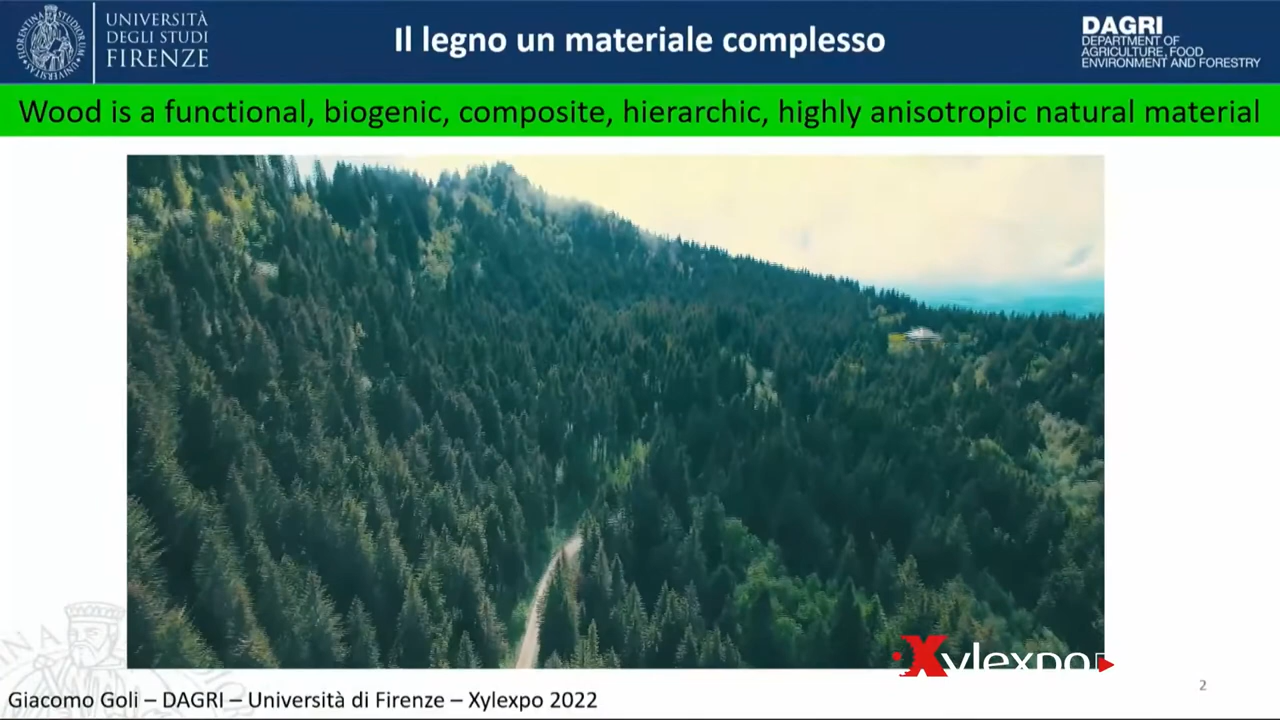 UNIVERSITÀ
DEGLI STUDI
FIRENZE
Il legno un materiale complesso
DAGRI
DEPARTMENT OF
AGRICULTURE, FOOD
ENVIRONMENT AND FORESTRY
Wood is a functional, biogenic, composite, hierarchic, highly anisotropic natural material
Xylexpo
Giacomo Goli – DAGRI – Università di Firenze – Xylexpo 2022
2